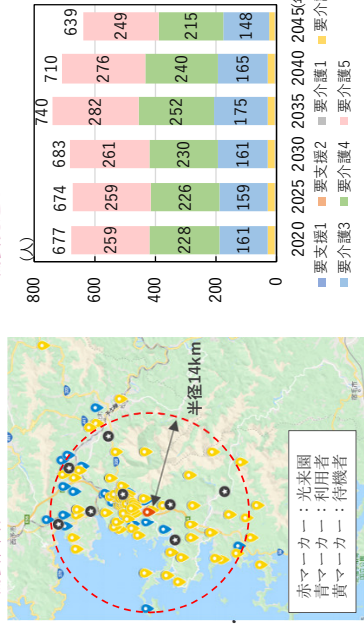 半径14km
赤マーカー：光来園
青マーカー：利用者
黄マーカー：待機者
(人)
800
600
400
200
0
677 674 683 740 710 639
259 259 261 282 276 249
228 226 230 252 240 215
161 159 161 175 165 148
2020 2025 2030 2035 2040 2045(
要支援1 要支援2 要介護1
要介護3 要介護4 要介護5